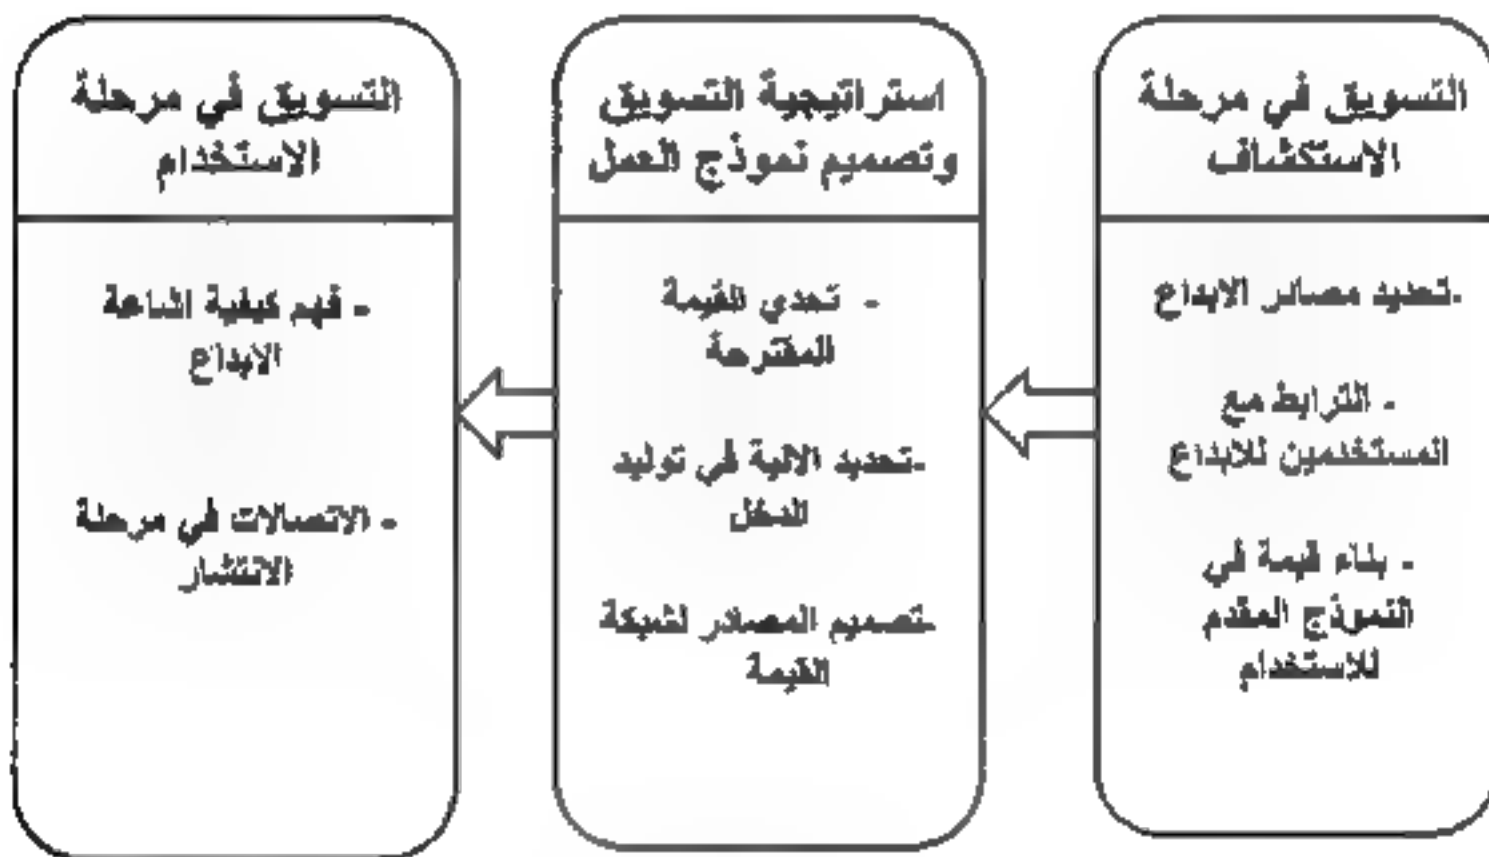 التسويق في مرحلة
الاستكشاف
-تحديد مصادر الابداع
- الترابط مع
المستخدمين للابداع
- بناء قيمة في
النموذج المقدم
للاستخدام
استراتيجية التسويق
وتصميم نموذج العمل
- تحدي القيمة
المقترحة
-تحديد الالية في توليد
الدخل
-تصميم المصادر لشبكة
القيمة
التسويق في مرحلة
الاستخدام
- فهم كيفية اشاعة
الابداع
- الاتصالات في مرحلة
الانتشار